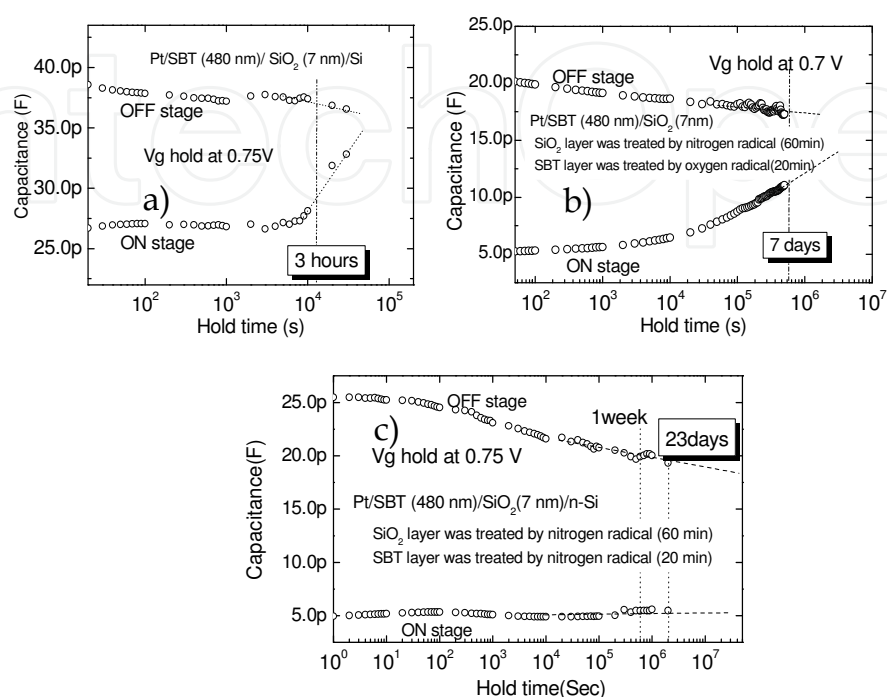 40.0p
37.5p
35.0p
32.5p
30.0p
27.5p
25.0p
Capacitance (F)
Pt/SBT (480 nm)/ SiO2 (7 nm)/Si
OFF stage
Vg hold at 0.75V
a)
ON stage
3 hours
10^2 10^3 10^4 10^5
Hold time (s)
25.0p
20.0p
15.0p
10.0p
5.0p
Capacitance (F)
Vg hold at 0.7 V
OFF stage
Pt/SBT (480 nm)/SiO2 (7nm)
SiO2 layer was treated by nitrogen radical (60min)
SBT layer was treated by oxygen radical(20min)
b)
ON stage
7 days
10^2 10^3 10^4 10^5 10^6 10^7
Hold time (s)
25.0p
20.0p
15.0p
10.0p
5.0p
Capacitance(F)
OFF stage
c)
1week
23days
Vg hold at 0.75 V
Pt/SBT (480 nm)/SiO2(7 nm)/n-Si
SiO2 layer was treated by nitrogen radical (60 min)
SBT layer was treated by nitrogen radical (20 min)
ON stage
10^0 10^1 10^2 10^3 10^4 10^5 10^6 10^7
Hold time(Sec)